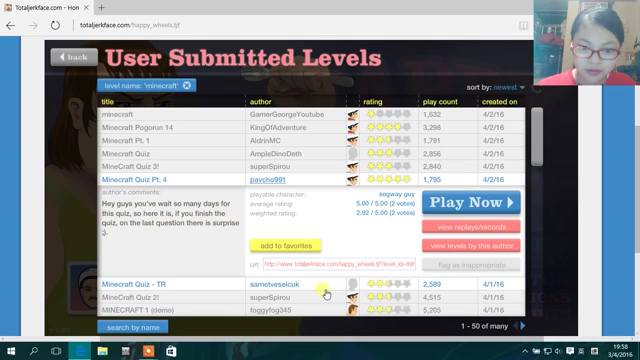 Totaljerkface.com - Hom
totaljerkface.com/happy_wheels.tjf
back
User Submitted Levels
level name: 'minecraft'
sort by: newest
title author rating play count created on
minecraft GamerGeorgeYoutube 1,632 4/2/16
Minecraft Pogorun 14 KingOfAdventure 3,298 4/2/16
Minecraft Pt. 1 AldrinMC 1,791 4/2/16
Minecraft Quiz AmpleDinoDeth 2,856 4/2/16
MineCraft Quiz 3! superSpirou 2,840 4/2/16
MineCraft Quiz Pt. 4 pavcho991 1,795 4/2/16
author's comments:
Hey guys you've wait so many days
for this quiz, so here it is, if you finish the
quiz, on the last question there is surprise
;).
playable character: segway guy
average rating: 5.00 / 5.00 (2 votes)
weighted rating: 2.92 / 5.00 (2 votes)
Play Now
view replays/records
add to favorites
view levels by this author
url: http://www.totaljerkface.com/happy_wheels.tjf?level_id=
flag as inappropriate
Minecraft Quiz - TR sametveselcuk 2,589 4/1/16
MineCraft Quiz 2! superSpirou 4,515 4/1/16
MINECRAFT 1 (demo) foggyfog345 5,205 4/1/16
search by name
1 - 50 of many
19:58
3/4/2016